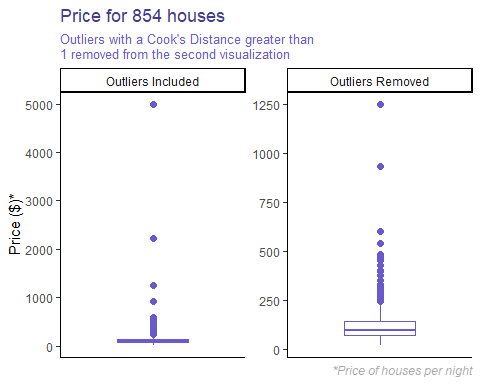 Price for 854 houses
Outliers with a Cook's Distance greater than
1 removed from the second visualization
Outliers Included
Outliers Removed
Price ($)*
5000
4000
3000
2000
1000
0
1250
1000
750
500
250
0
*Price of houses per night